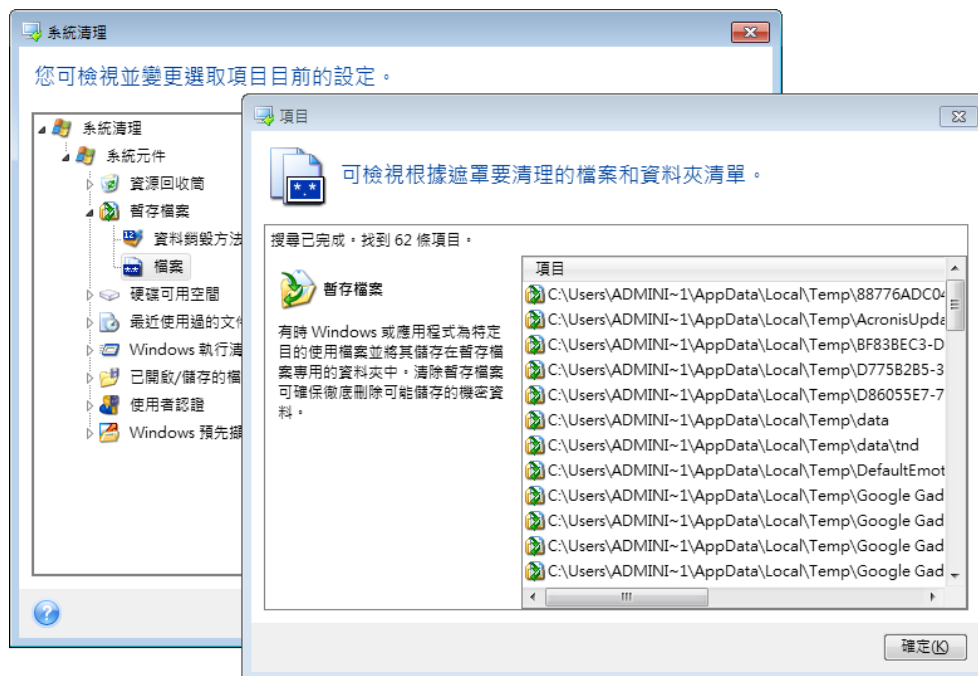 系統清理
您可檢視並變更選取項目目前的設定。
系統清理
系統元件
資源回收筒
暫存檔案
資料銷毀方法
檔案
硬碟可用空間
最近使用過的文
Windows 執行清
已開啟/儲存的檔
使用者認證
Windows 預先擷
項目
可檢視根據遮罩要清理的檔案和資料夾清單。
搜尋已完成。找到 62 條項目。
暫存檔案
有時 Windows 或應用程式為特定
目的使用檔案並將其儲存在暫存檔
案專用的資料夾中。清除暫存檔案
可確保徹底刪除可能儲存的機密資
料。
項目
C:\Users\ADMINI~1\AppData\Local\Temp\88776ADC04
C:\Users\ADMINI~1\AppData\Local\Temp\AcronisUpda
C:\Users\ADMINI~1\AppData\Local\Temp\BF83BEC3-D
C:\Users\ADMINI~1\AppData\Local\Temp\D775B2B5-3
C:\Users\ADMINI~1\AppData\Local\Temp\D86055E7-7
C:\Users\ADMINI~1\AppData\Local\Temp\data
C:\Users\ADMINI~1\AppData\Local\Temp\data\tnd
C:\Users\ADMINI~1\AppData\Local\Temp\DefaultEmot
C:\Users\ADMINI~1\AppData\Local\Temp\Google Gad
C:\Users\ADMINI~1\AppData\Local\Temp\Google Gad
C:\Users\ADMINI~1\AppData\Local\Temp\Google Gad
C:\Users\ADMINI~1\AppData\Local\Temp\Google Gad
確定(K)